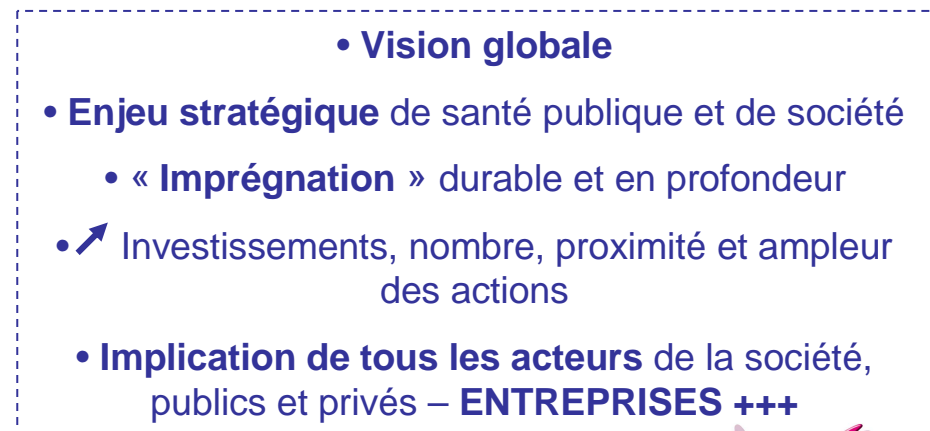 • Vision globale
• Enjeu stratégique de santé publique et de société
• « Imprégnation » durable et en profondeur
•↗ Investissements, nombre, proximité et ampleur
des actions
• Implication de tous les acteurs de la société,
publics et privés – ENTREPRISES +++